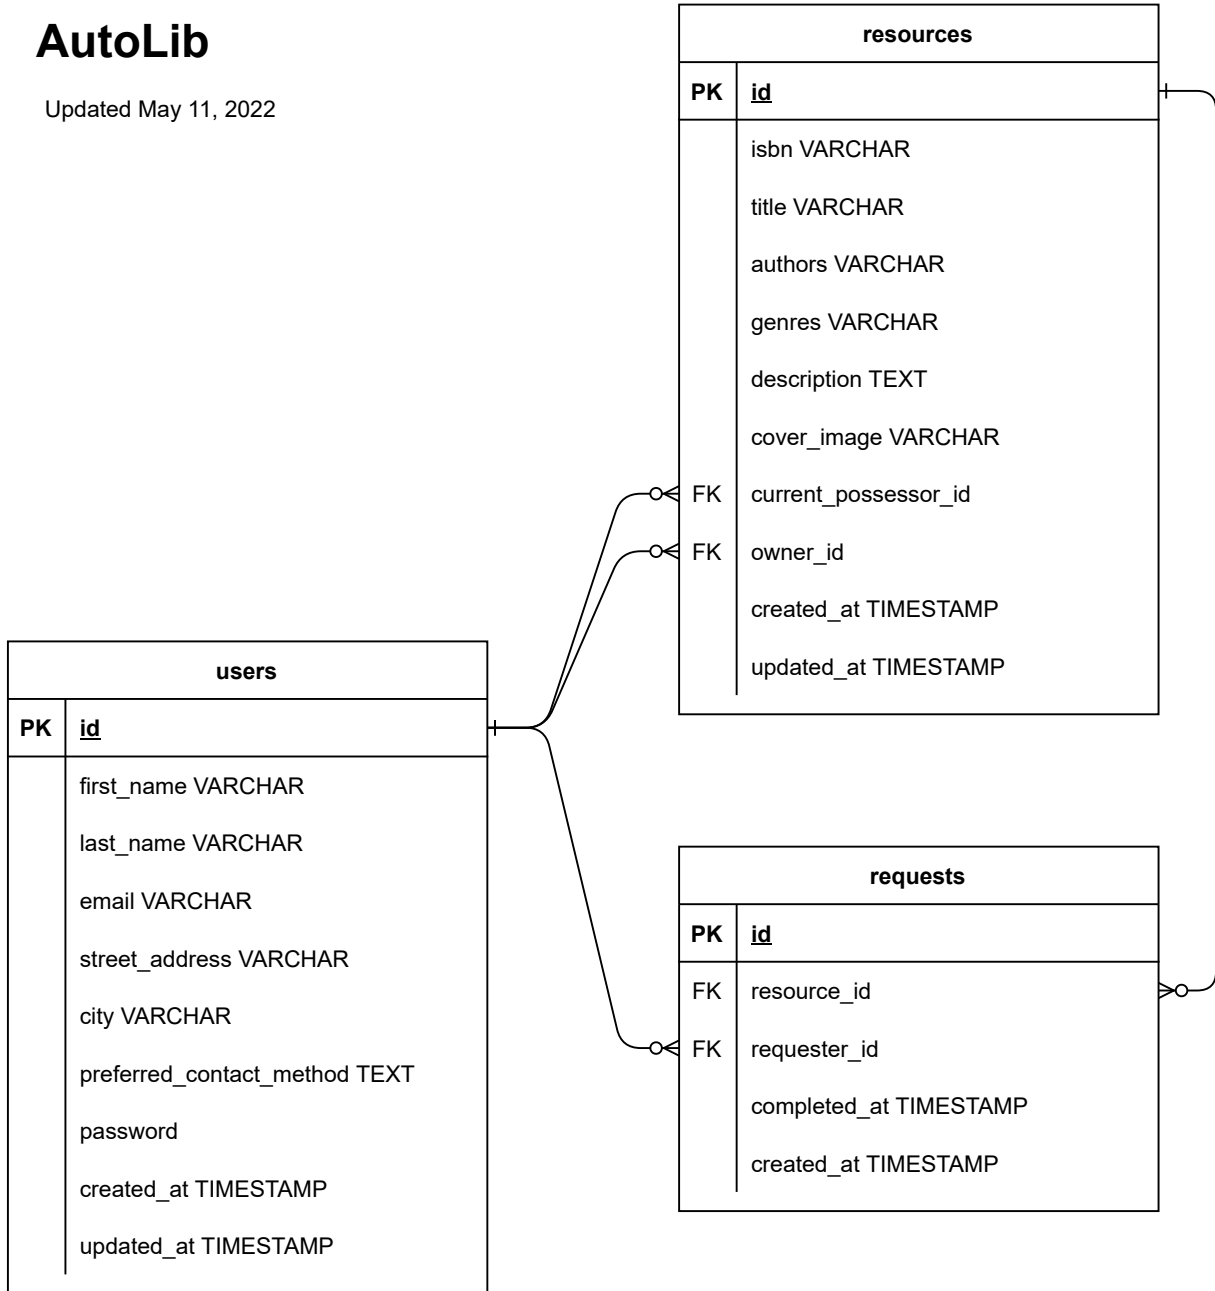 AutoLib
Updated May 11, 2022
resources
PK id
isbn VARCHAR
title VARCHAR
authors VARCHAR
genres VARCHAR
description TEXT
cover_image VARCHAR
FK current_possessor_id
FK owner_id
created_at TIMESTAMP
updated_at TIMESTAMP
users
PK id
first_name VARCHAR
last_name VARCHAR
email VARCHAR
street_address VARCHAR
city VARCHAR
preferred_contact_method TEXT
password
created_at TIMESTAMP
updated_at TIMESTAMP
requests
PK id
FK resource_id
FK requester_id
completed_at TIMESTAMP
created_at TIMESTAMP